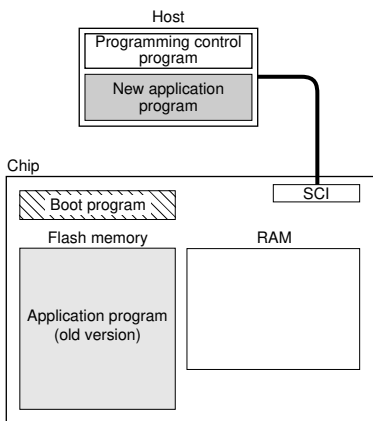 Host
Programming control
program
New application
program
Chip
SCI
Boot program
Flash memory
RAM
Application program
(old version)